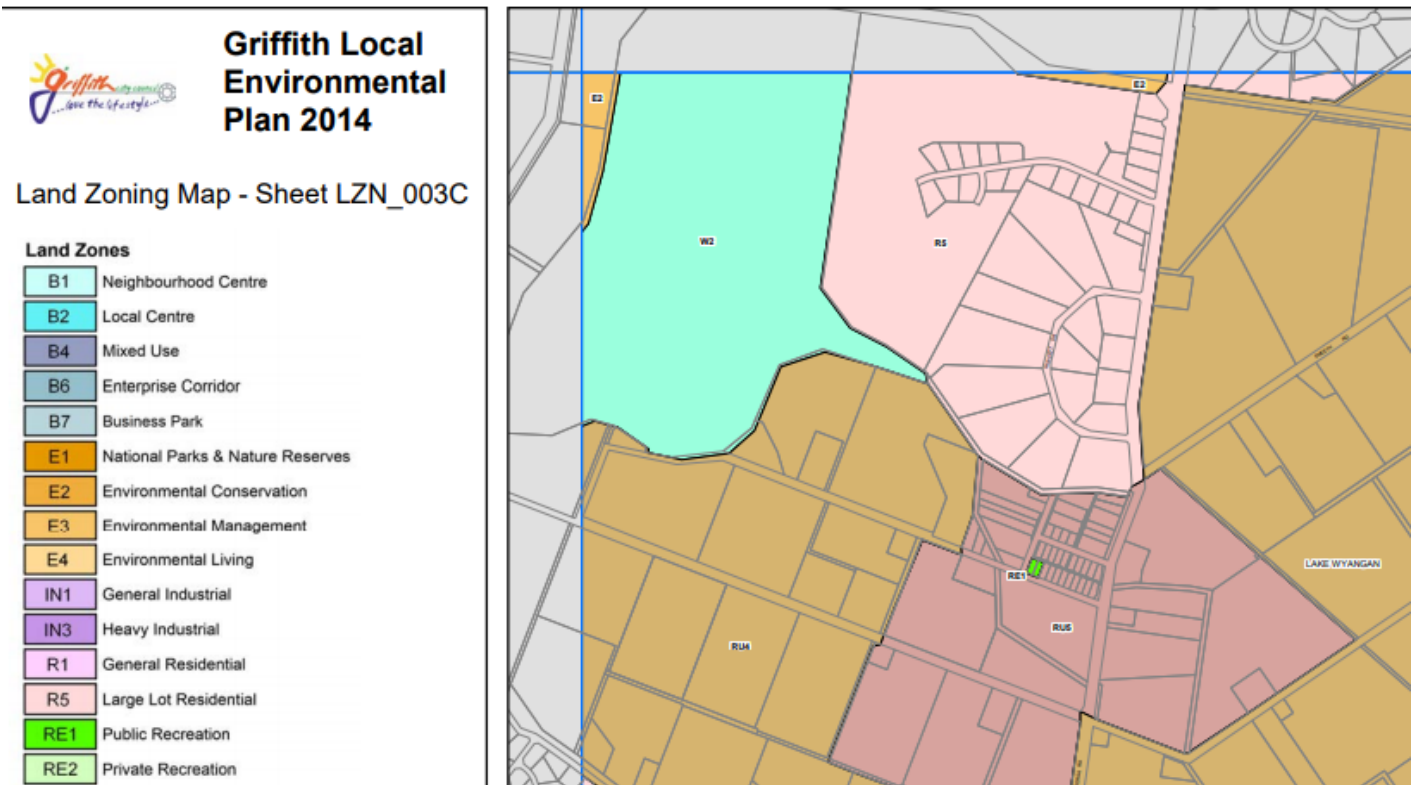 Griffith
city council
...love the lifestyle...
Griffith Local
Environmental
Plan 2014
Land Zoning Map - Sheet LZN_003C
Land Zones
B1 Neighbourhood Centre
B2 Local Centre
B4 Mixed Use
B6 Enterprise Corridor
B7 Business Park
E1 National Parks & Nature Reserves
E2 Environmental Conservation
E3 Environmental Management
E4 Environmental Living
IN1 General Industrial
IN3 Heavy Industrial
R1 General Residential
R5 Large Lot Residential
RE1 Public Recreation
RE2 Private Recreation
E2
E2
W2
R5
LAKE WYANGAN
RE1
RU5
RU4